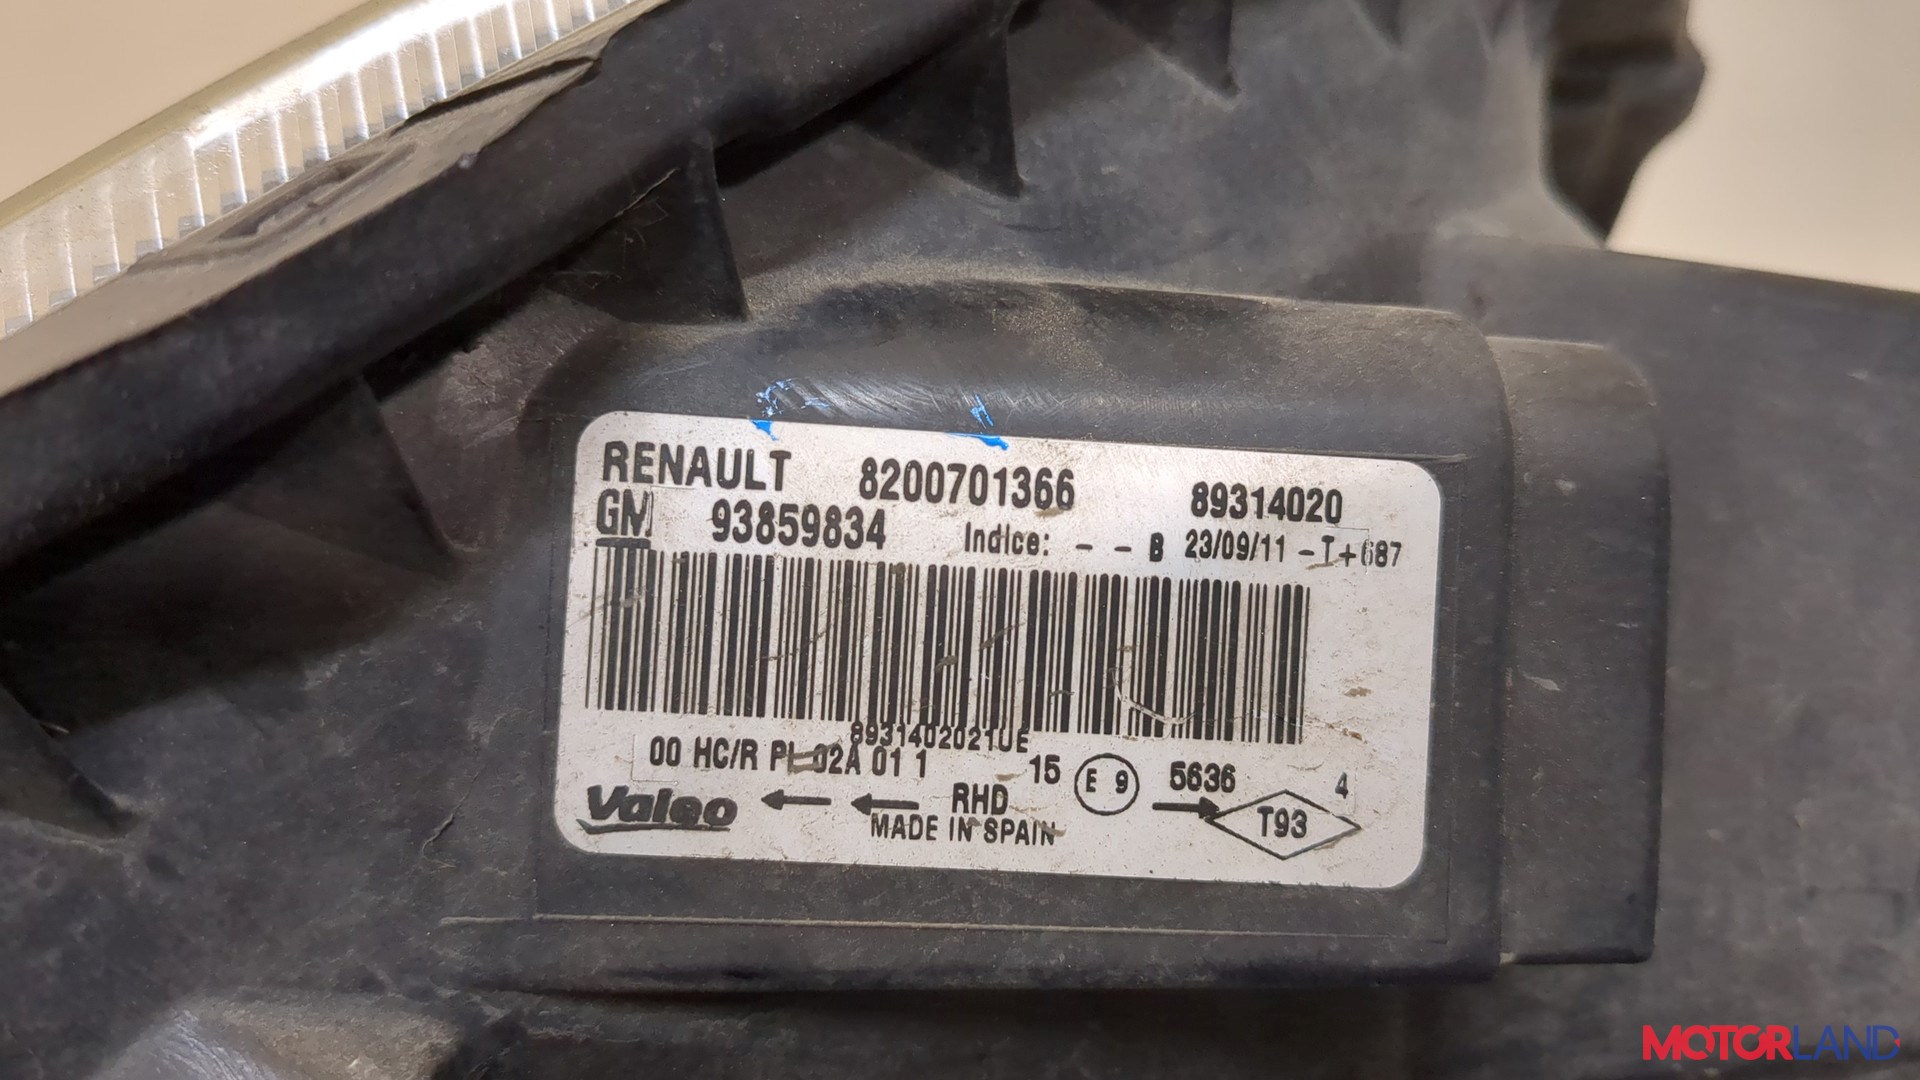 RENAULT 8200701366 89314020
GM 93859834 Indice: - - B 23/09/11 -T+687
8931402021UE
00 HC/R PL 02A 01 1 15 E 9 5636 4
Valeo RHD T93
MADE IN SPAIN
MOTORLAND